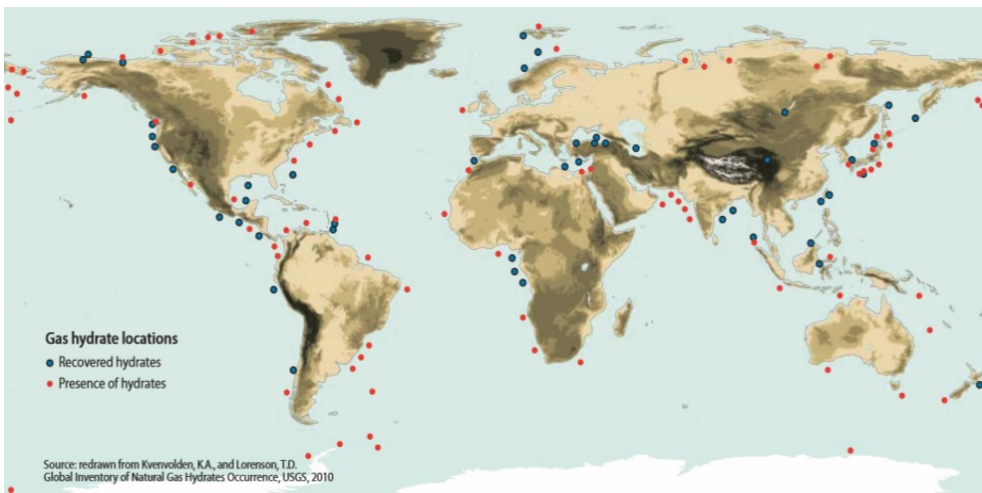 Gas hydrate locations
Recovered hydrates
Presence of hydrates
Source: redrawn from Kvenvolden, K.A., and Lorenson, T.D.
Global Inventory of Natural Gas Hydrates Occurrence, USGS, 2010